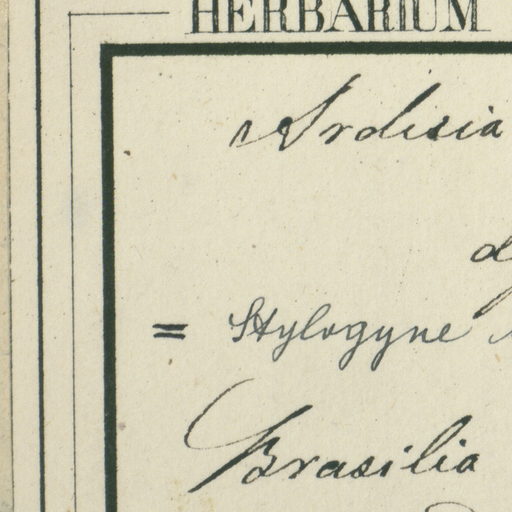 HERBARIUM
Ardisia
= Stylogyne
Brasilia